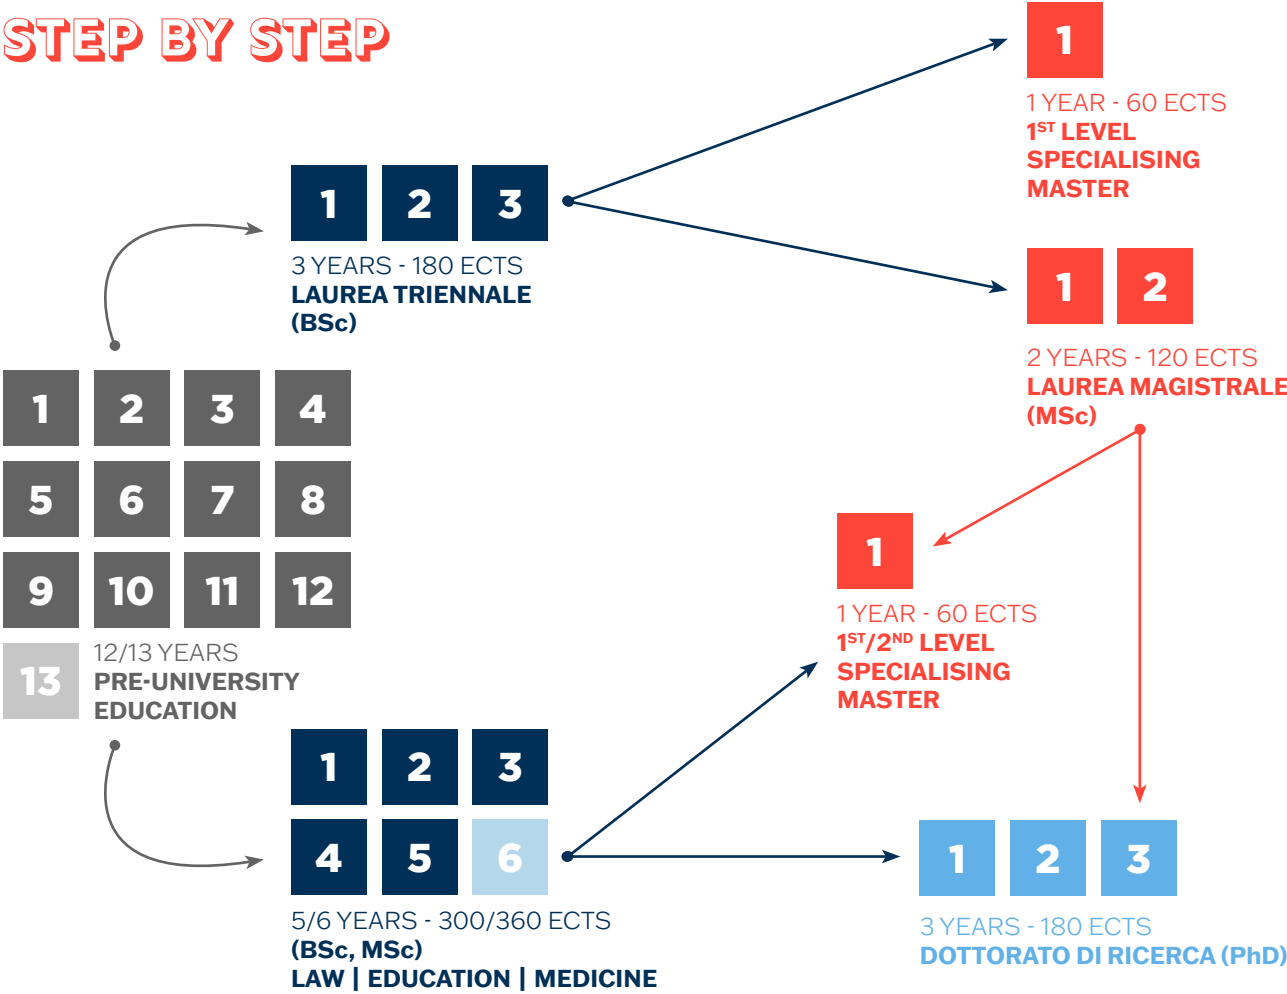 STEP BY STEP
1
1 YEAR - 60 ECTS
1ST LEVEL
SPECIALISING
MASTER
1 2 3
3 YEARS - 180 ECTS
LAUREA TRIENNALE
(BSc)
1 2
2 YEARS - 120 ECTS
LAUREA MAGISTRALE
(MSc)
1 2 3 4
5 6 7 8
9 10 11 12
13
12/13 YEARS
PRE-UNIVERSITY
EDUCATION
1
1 YEAR - 60 ECTS
1ST/2ND LEVEL
SPECIALISING
MASTER
1 2 3
4 5 6
5/6 YEARS - 300/360 ECTS
(BSc, MSc)
LAW | EDUCATION | MEDICINE
1 2 3
3 YEARS - 180 ECTS
DOTTORATO DI RICERCA (PhD)